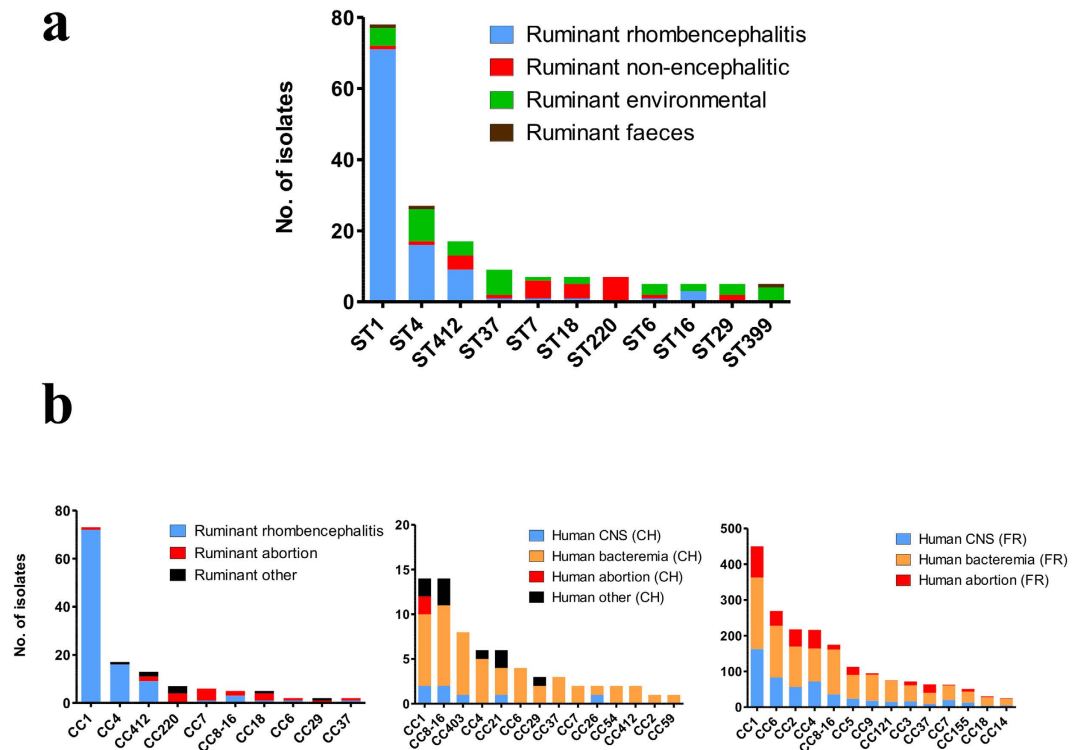 a
80
60
40
20
0
No. of isolates
Ruminant rhombencephalitis
Ruminant non-encephalitic
Ruminant environmental
Ruminant faeces
ST1 ST4 ST412 ST37 ST7 ST18 ST220 ST6 ST16 ST29 ST399
b
80
60
40
20
0
No. of isolates
Ruminant rhombencephalitis
Ruminant abortion
Ruminant other
CC1 CC4 CC412 CC220 CC7 CC8-16 CC18 CC6 CC29 CC37
20
15
10
5
0
Human CNS (CH)
Human bacteremia (CH)
Human abortion (CH)
Human other (CH)
CC1 CC8-16 CC403 CC4 CC21 CC6 CC29 CC37 CC7 CC26 CC54 CC412 CC2 CC59
500
400
300
200
100
0
Human CNS (FR)
Human bacteremia (FR)
Human abortion (FR)
CC1 CC6 CC2 CC4 CC8-16 CC5 CC9 CC121 CC3 CC37 CC7 CC155 CC18 CC14